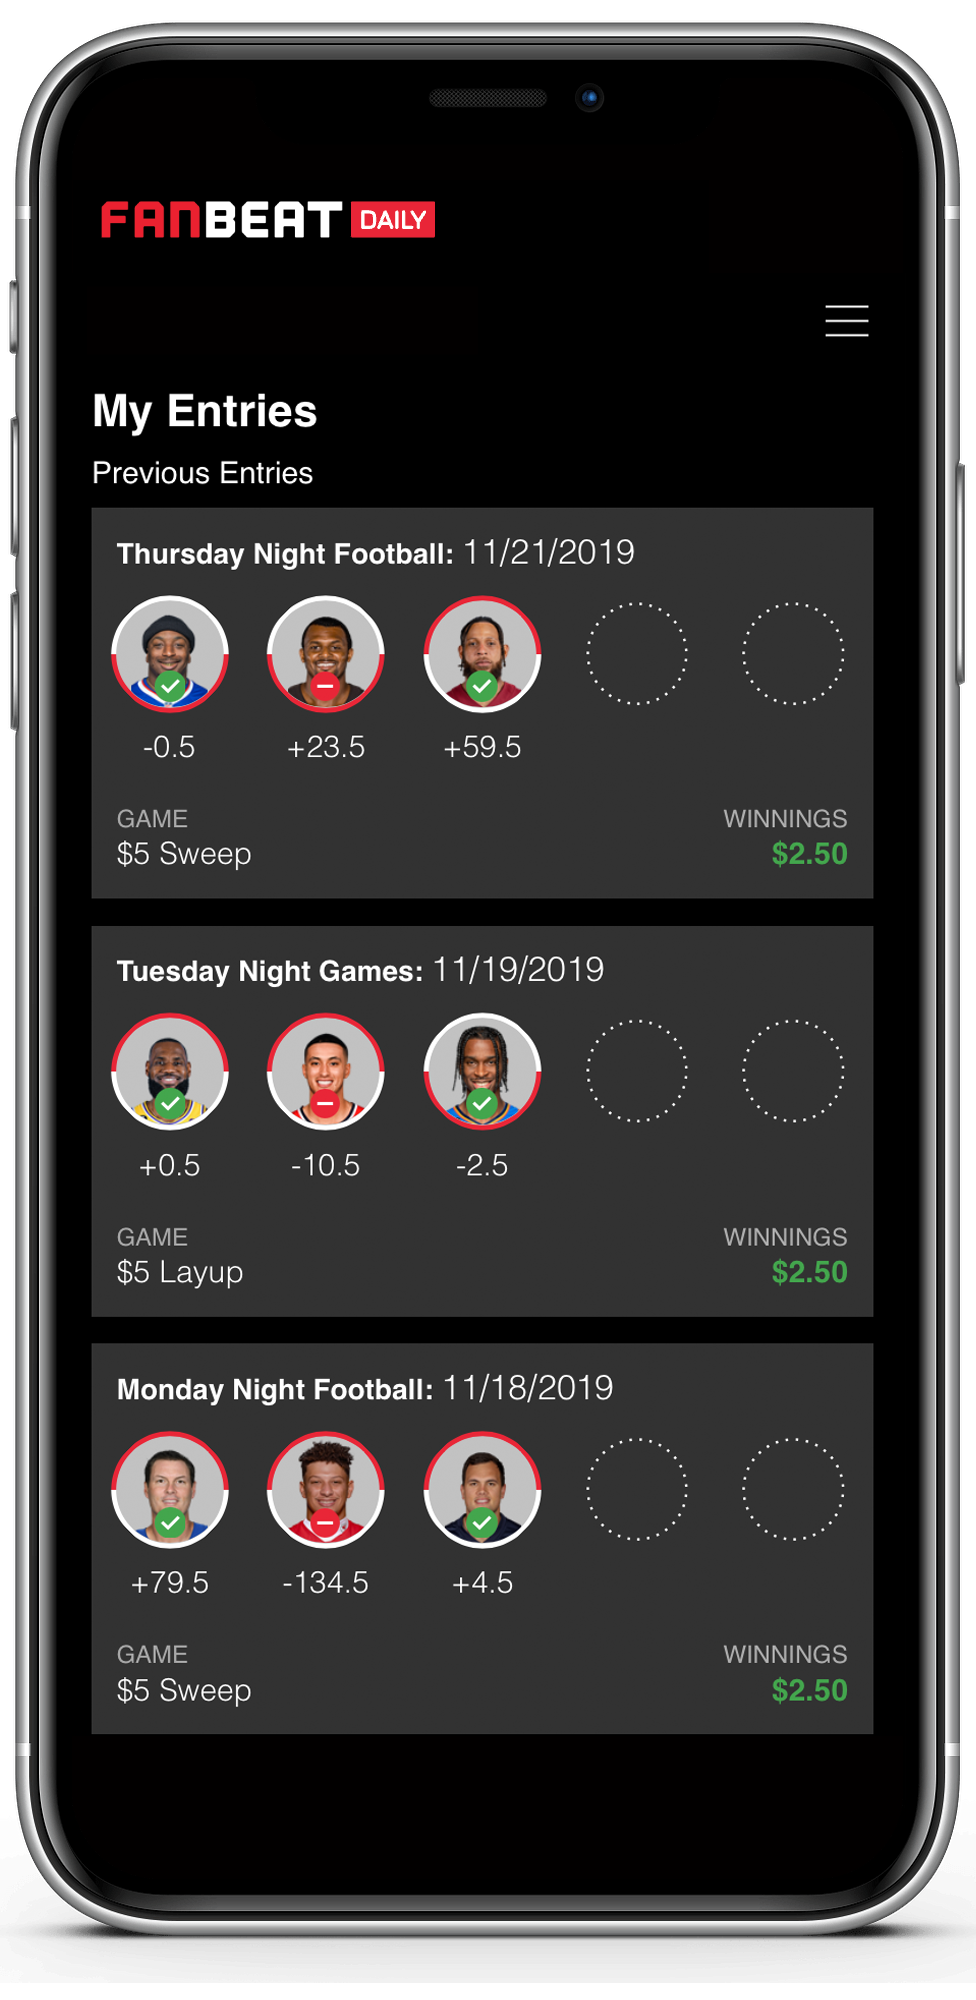 FANBEAT DAILY
My Entries
Previous Entries
Thursday Night Football: 11/21/2019
-0.5 +23.5 +59.5
GAME WINNINGS
$5 Sweep $2.50
Tuesday Night Games: 11/19/2019
+0.5 -10.5 -2.5
GAME WINNINGS
$5 Layup $2.50
Monday Night Football: 11/18/2019
+79.5 -134.5 +4.5
GAME WINNINGS
$5 Sweep $2.50